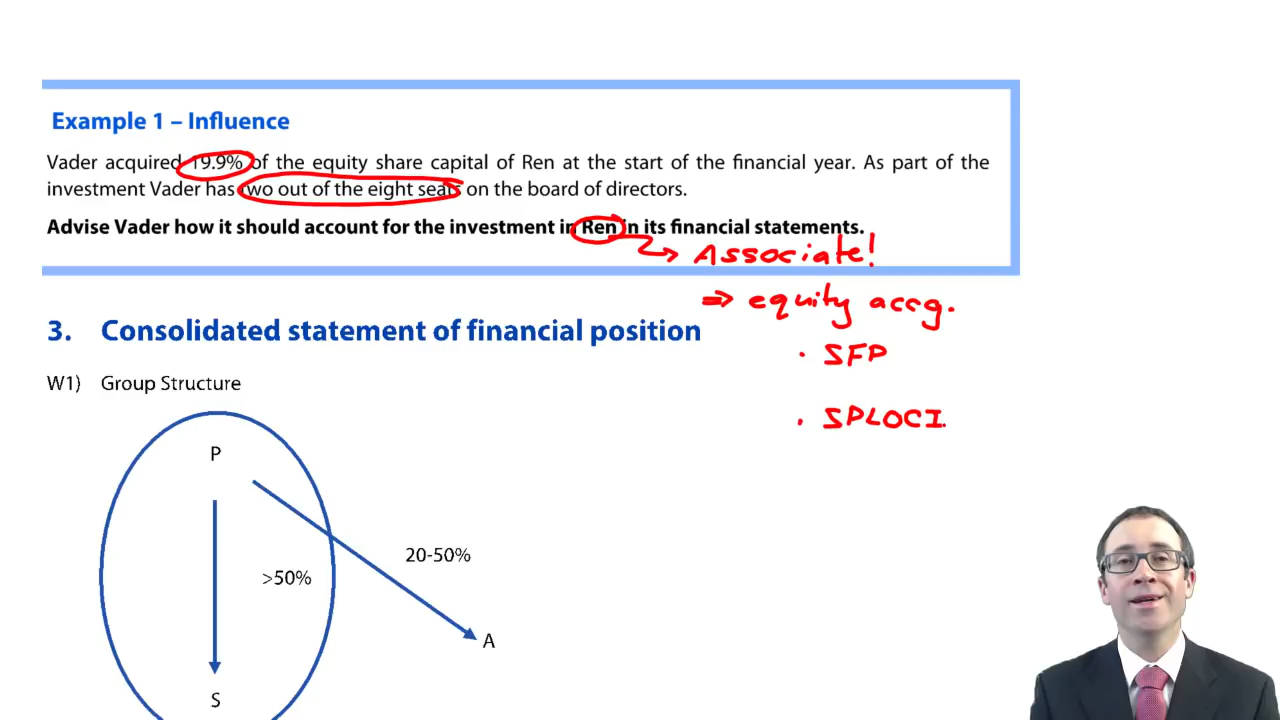 Example 1 – Influence
Vader acquired 19.9% of the equity share capital of Ren at the start of the financial year. As part of the
investment Vader has two out of the eight seats on the board of directors.
Advise Vader how it should account for the investment in Ren in its financial statements.
Associate!
⇒ equity accg.
· SFP
· SPLOCI
3. Consolidated statement of financial position
W1) Group Structure
P
20-50%
>50%
A
S